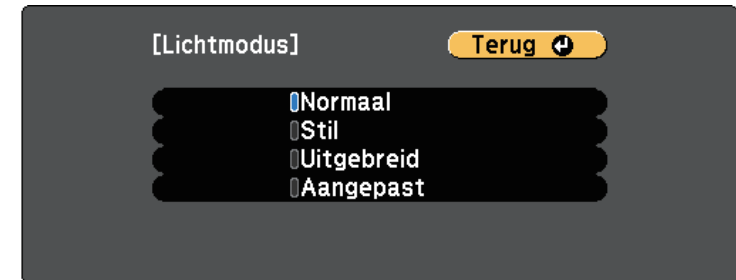 [Lichtmodus]
Terug
Normaal
Stil
Uitgebreid
Aangepast